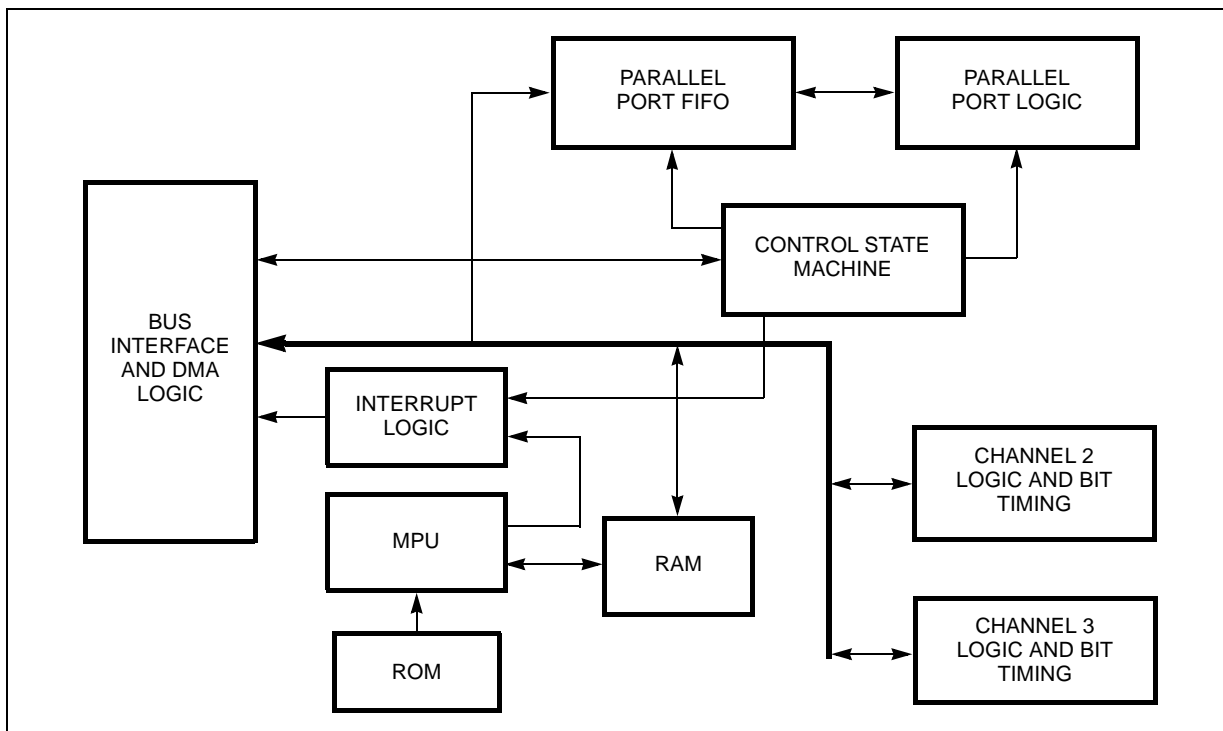 PARALLEL
PORT FIFO
PARALLEL
PORT LOGIC
CONTROL STATE
MACHINE
BUS
INTERFACE
AND DMA
LOGIC
INTERRUPT
LOGIC
MPU
RAM
ROM
CHANNEL 2
LOGIC AND BIT
TIMING
CHANNEL 3
LOGIC AND BIT
TIMING